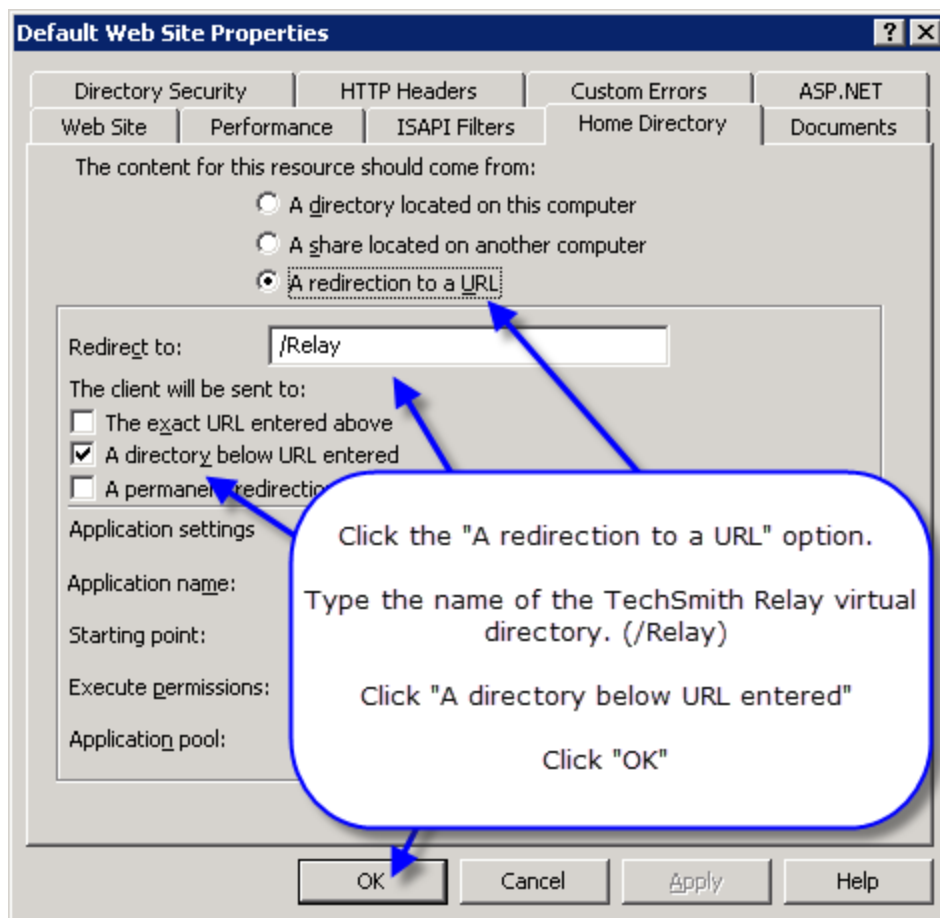 Default Web Site Properties
Directory Security HTTP Headers Custom Errors ASP.NET
Web Site Performance ISAPI Filters Home Directory Documents
The content for this resource should come from:
A directory located on this computer
A share located on another computer
A redirection to a URL
Redirect to: /Relay
The client will be sent to:
The exact URL entered above
A directory below URL entered
A permanent redirection
Application settings
Application name:
Starting point:
Execute permissions:
Application pool:
Click the "A redirection to a URL" option.
Type the name of the TechSmith Relay virtual
directory. (/Relay)
Click "A directory below URL entered"
Click "OK"
OK Cancel Apply Help